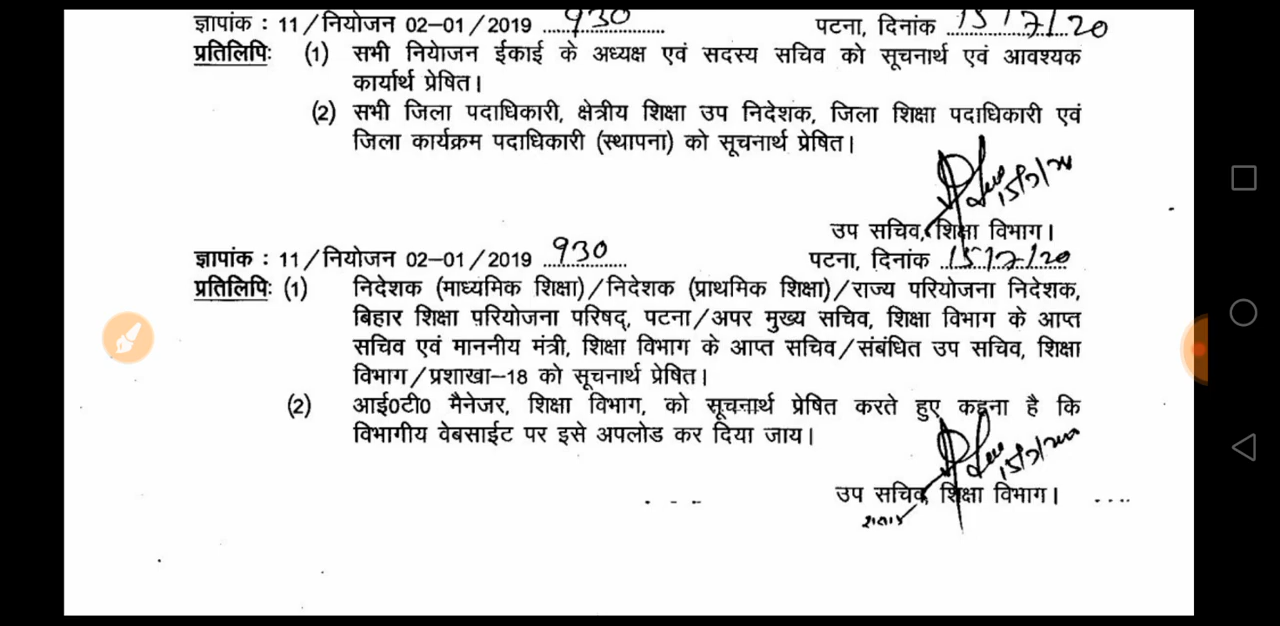 ज्ञापांक : 11/नियोजन 02–01/2019 ..930.. पटना, दिनांक ..15/7/20
प्रतिलिपिः (1) सभी नियोजन ईकाई के अध्यक्ष एवं सदस्य सचिव को सूचनार्थ एवं आवश्यक
कार्यार्थ प्रेषित।
(2) सभी जिला पदाधिकारी, क्षेत्रीय शिक्षा उप निदेशक, जिला शिक्षा पदाधिकारी एवं
जिला कार्यक्रम पदाधिकारी (स्थापना) को सूचनार्थ प्रेषित।
15/7/20
उप सचिव, शिक्षा विभाग।
ज्ञापांक : 11/नियोजन 02–01/2019 ..930.. पटना, दिनांक ..15/7/20
प्रतिलिपिः (1) निदेशक (माध्यमिक शिक्षा)/निदेशक (प्राथमिक शिक्षा)/राज्य परियोजना निदेशक,
बिहार शिक्षा परियोजना परिषद्, पटना/अपर मुख्य सचिव, शिक्षा विभाग के आप्त
सचिव एवं माननीय मंत्री, शिक्षा विभाग के आप्त सचिव/संबंधित उप सचिव, शिक्षा
विभाग/प्रशाखा–18 को सूचनार्थ प्रेषित।
(2) आई0टी0 मैनेजर, शिक्षा विभाग, को सूचनार्थ प्रेषित करते हुए कहना है कि
विभागीय वेबसाईट पर इसे अपलोड कर दिया जाय।
उप सचिव, शिक्षा विभाग।